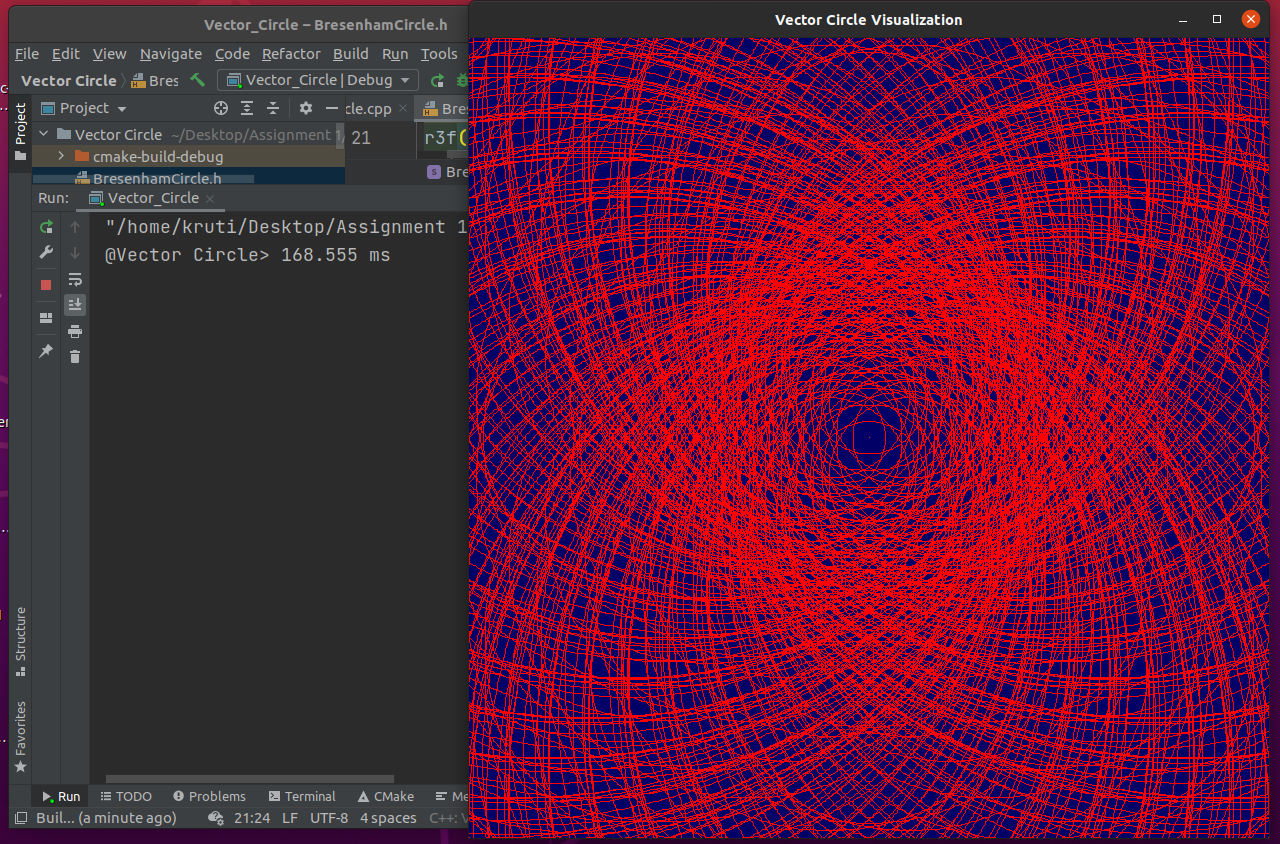 Vector_Circle – BresenhamCircle.h
Vector Circle Visualization
File Edit View Navigate Code Refactor Build Run Tools
Vector Circle Bres Vector_Circle | Debug
Project
Project cle.cpp Bre
Vector Circle ~/Desktop/Assignment 1/ 21 r3f(
cmake-build-debug
BresenhamCircle.h s Bre
Run: Vector_Circle
"/home/kruti/Desktop/Assignment 1
@Vector Circle> 168.555 ms
Structure
Favorites
Run TODO Problems Terminal CMake Me
Buil... (a minute ago) 21:24 LF UTF-8 4 spaces C++: V